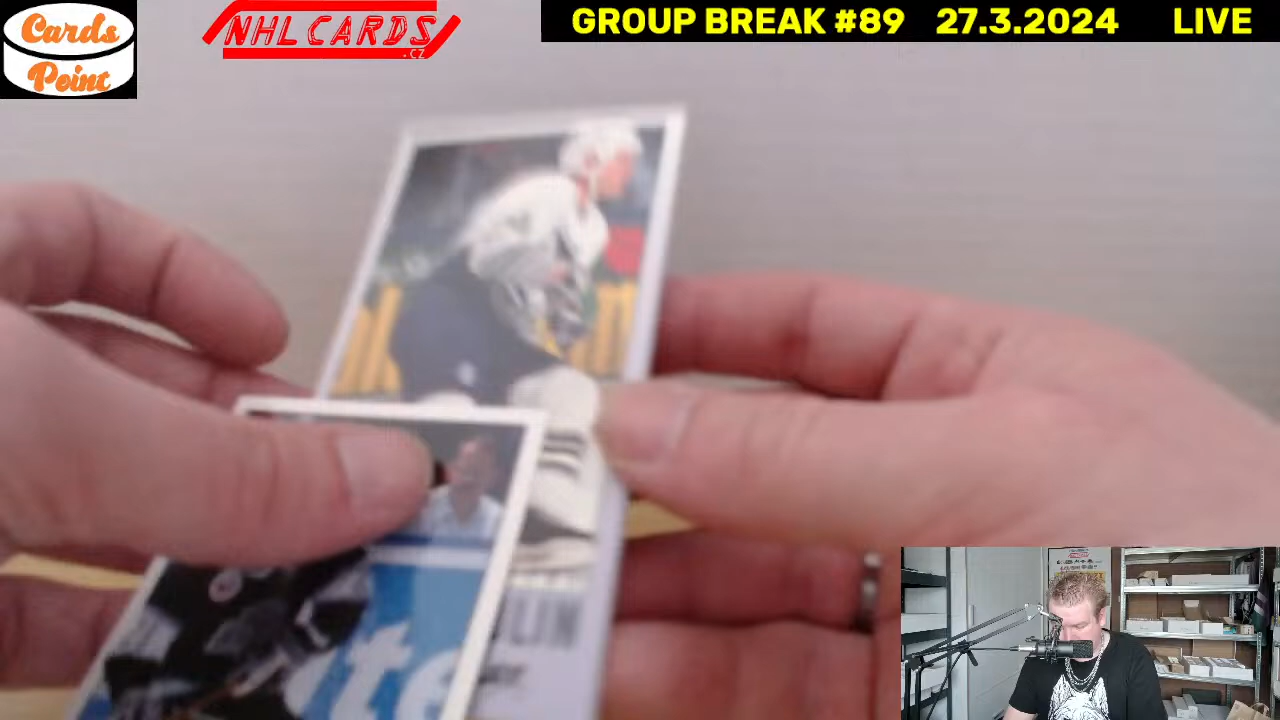 Cards
Point
NHL CARDS
.CZ
GROUP BREAK #89 27.3.2024 LIVE